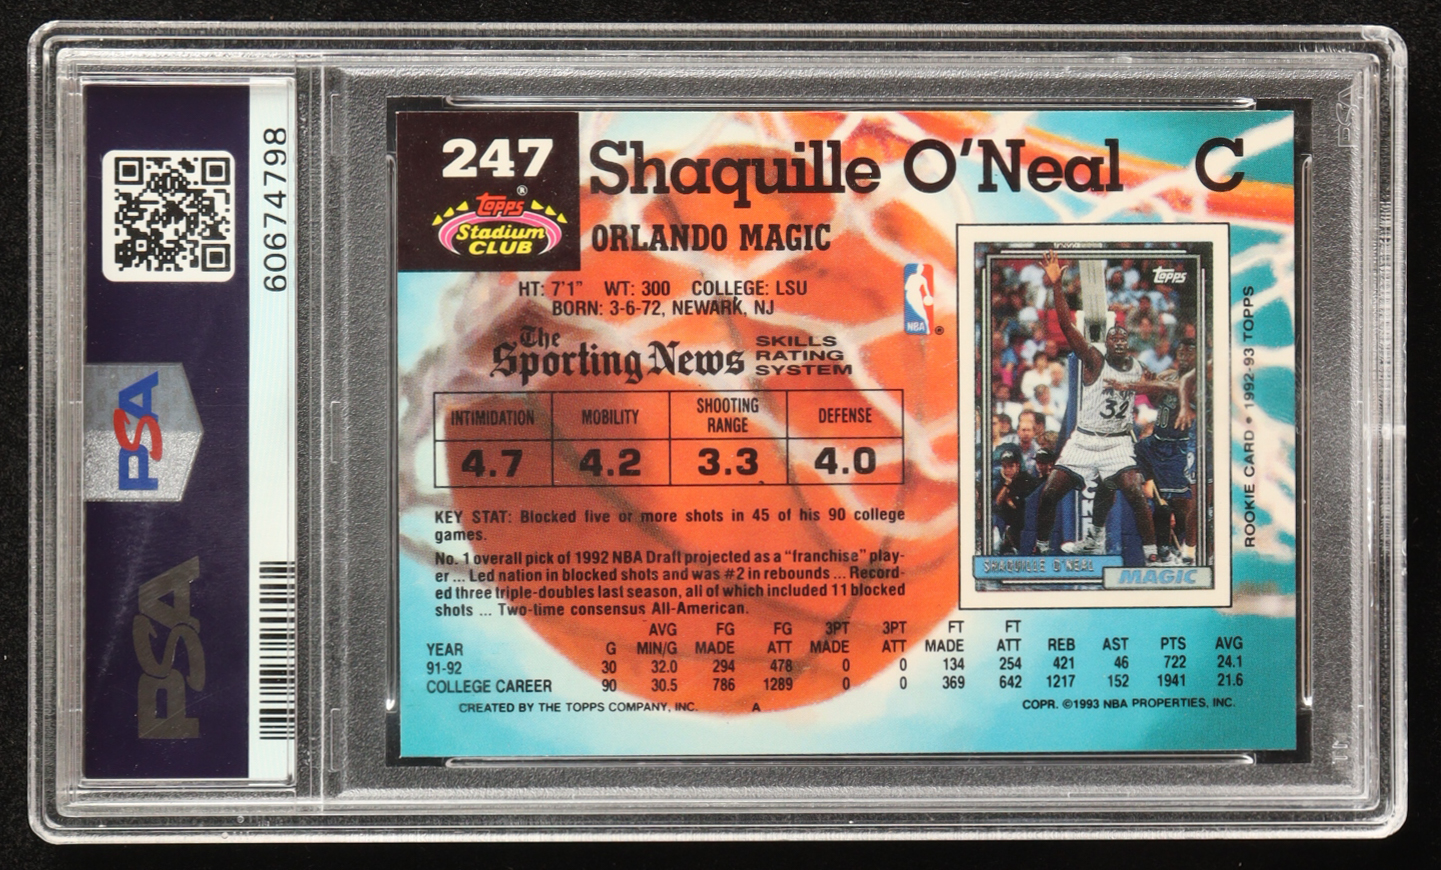 60674798
PSA
PSA
247
Topps®
Stadium
CLUB
Shaquille O'Neal C
ORLANDO MAGIC
HT: 7'1" WT: 300 COLLEGE: LSU
BORN: 3-6-72, NEWARK, NJ
NBA ®
The
Sporting News
SKILLS
RATING
SYSTEM
INTIMIDATION MOBILITY SHOOTING RANGE DEFENSE
4.7 4.2 3.3 4.0
KEY STAT: Blocked five or more shots in 45 of his 90 college
games.
No. 1 overall pick of 1992 NBA Draft projected as a "franchise" play-
er ... Led nation in blocked shots and was #2 in rebounds ... Record-
ed three triple-doubles last season, all of which included 11 blocked
shots ... Two-time consensus All-American.
Topps
32
SHAQUILLE O'NEAL
MAGIC
ROOKIE CARD • 1992-93 TOPPS
AVG FG FG 3PT 3PT FT FT
YEAR G MIN/G MADE ATT MADE ATT MADE ATT REB AST PTS AVG
91-92 30 32.0 294 478 0 0 134 254 421 46 722 24.1
COLLEGE CAREER 90 30.5 786 1289 0 0 369 642 1217 152 1941 21.6
CREATED BY THE TOPPS COMPANY, INC. A COPR. ©1993 NBA PROPERTIES, INC.
PSA